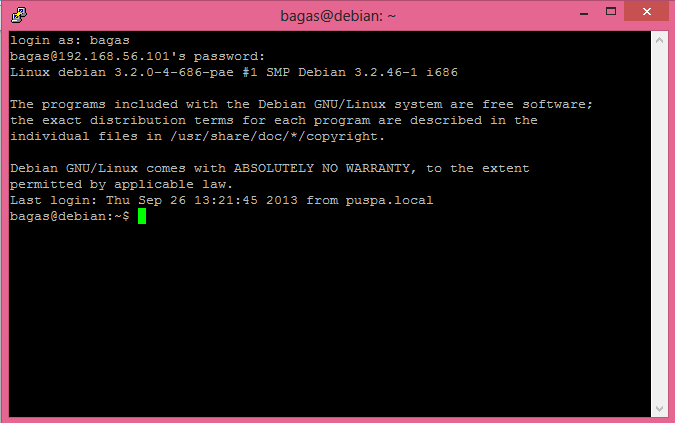 bagas@debian: ~
login as: bagas
bagas@192.168.56.101's password:
Linux debian 3.2.0-4-686-pae #1 SMP Debian 3.2.46-1 i686
The programs included with the Debian GNU/Linux system are free software;
the exact distribution terms for each program are described in the
individual files in /usr/share/doc/*/copyright.
Debian GNU/Linux comes with ABSOLUTELY NO WARRANTY, to the extent
permitted by applicable law.
Last login: Thu Sep 26 13:21:45 2013 from puspa.local
bagas@debian:~$